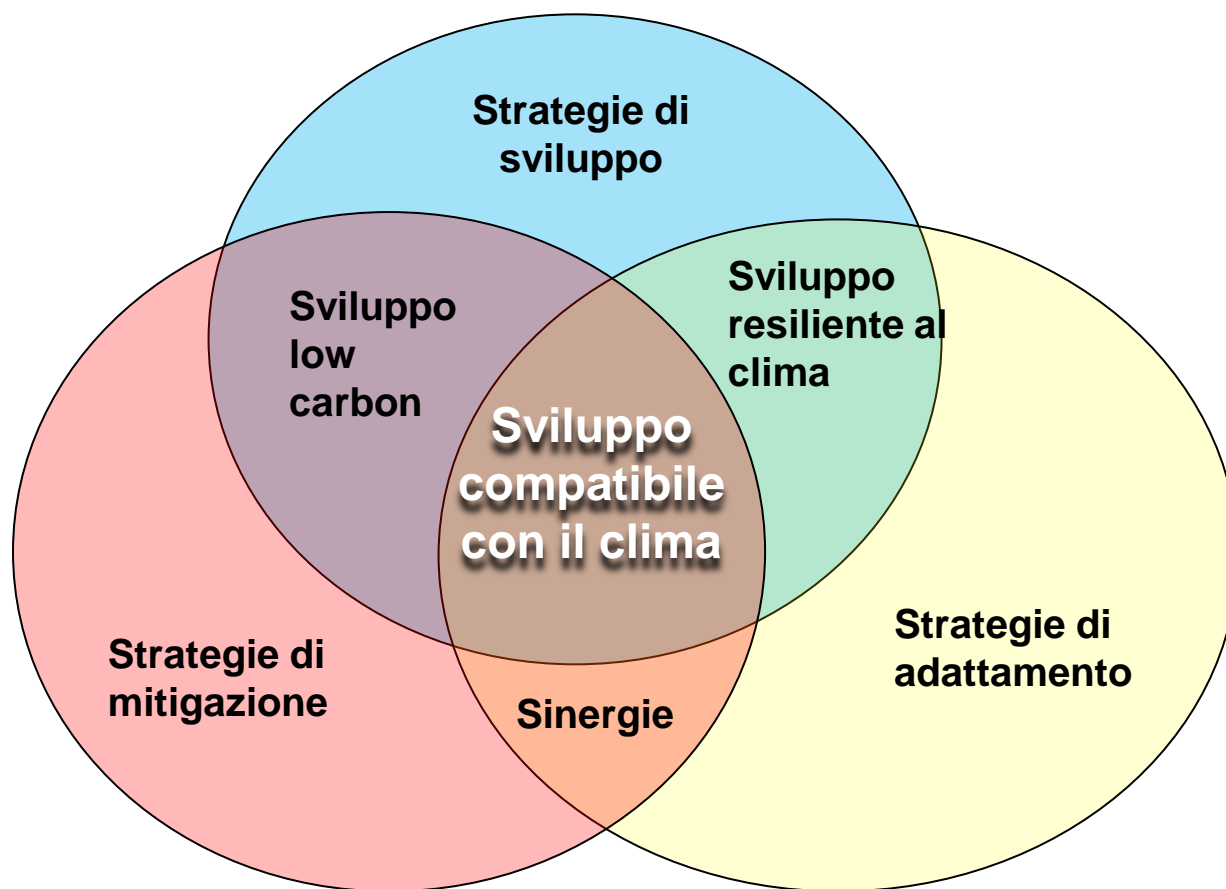 Strategie di
sviluppo
Sviluppo
low
carbon
Sviluppo
resiliente al
clima
Sviluppo
compatibile
con il clima
Strategie di
mitigazione
Sinergie
Strategie di
adattamento